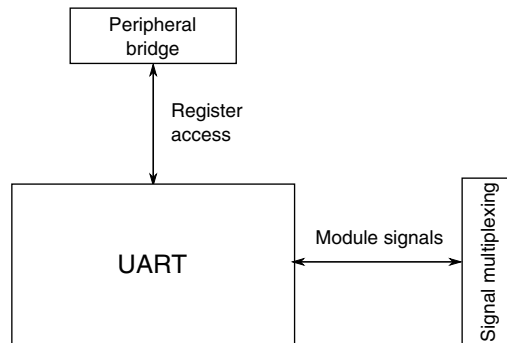 Peripheral
bridge
Register
access
UART
Module signals
Signal multiplexing